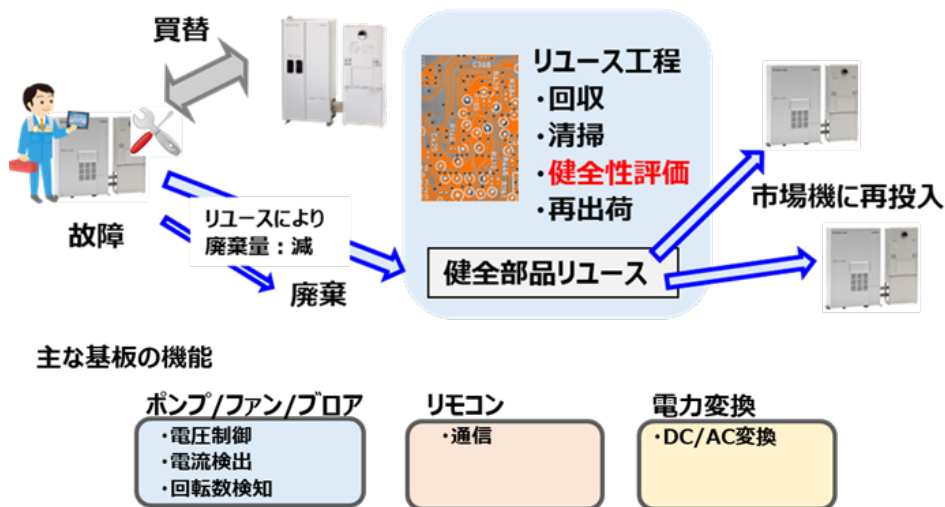 買替
リユース工程
・回収
・清掃
・健全性評価
・再出荷
故障
リユースにより
廃棄量：減
廃棄
健全部品リユース
市場機に再投入
主な基板の機能
ポンプ/ファン/ブロア
・電圧制御
・電流検出
・回転数検知
リモコン
・通信
電力変換
・DC/AC変換